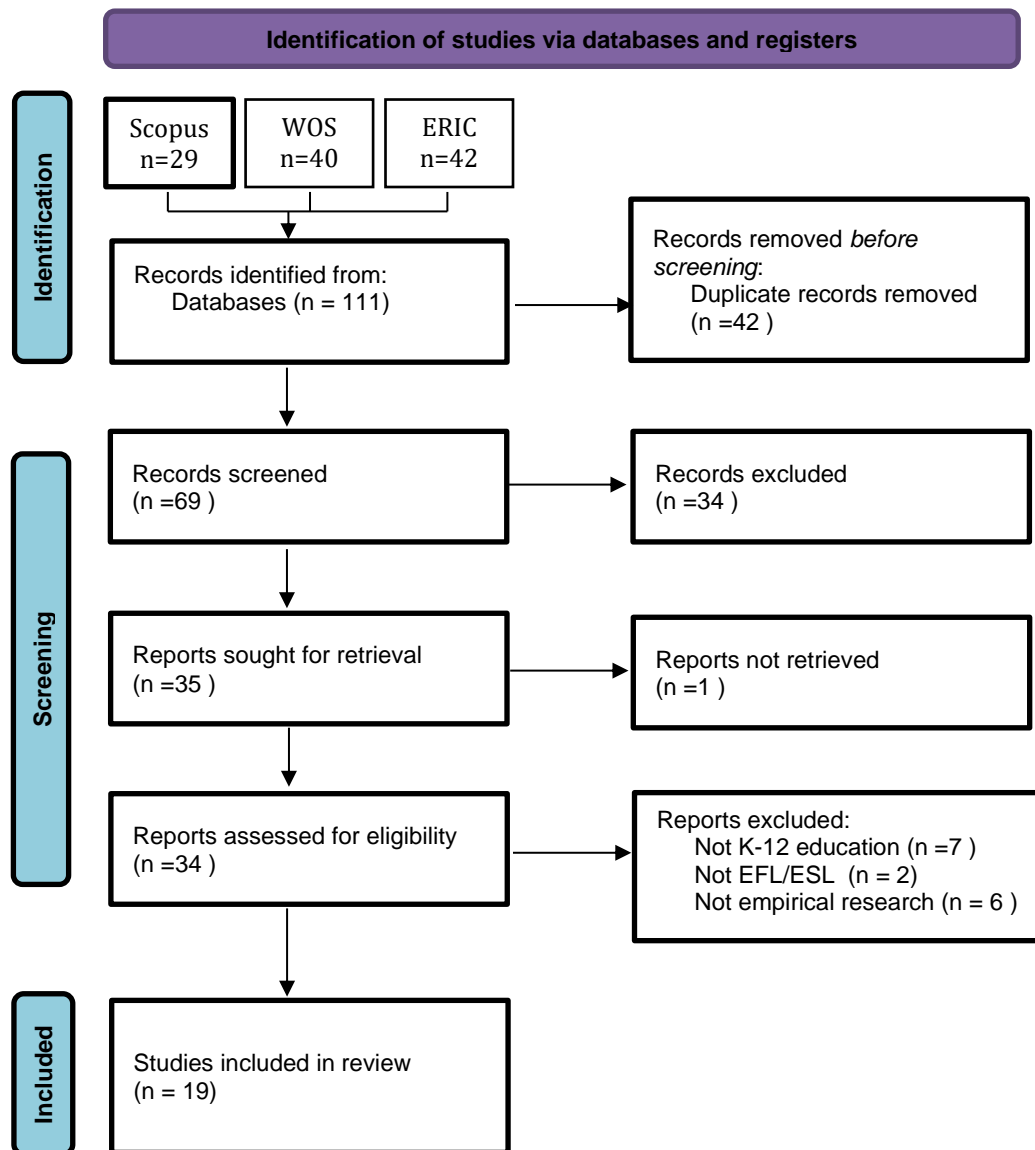 Identification of studies via databases and registers
Identification
Scopus
n=29
WOS
n=40
ERIC
n=42
Records identified from:
Databases (n = 111)
Records removed before
screening:
Duplicate records removed
(n =42 )
Screening
Records screened
(n =69 )
Records excluded
(n =34 )
Reports sought for retrieval
(n =35 )
Reports not retrieved
(n =1 )
Reports assessed for eligibility
(n =34 )
Reports excluded:
Not K-12 education (n =7 )
Not EFL/ESL  (n = 2)
Not empirical research (n = 6 )
Included
Studies included in review
(n = 19)